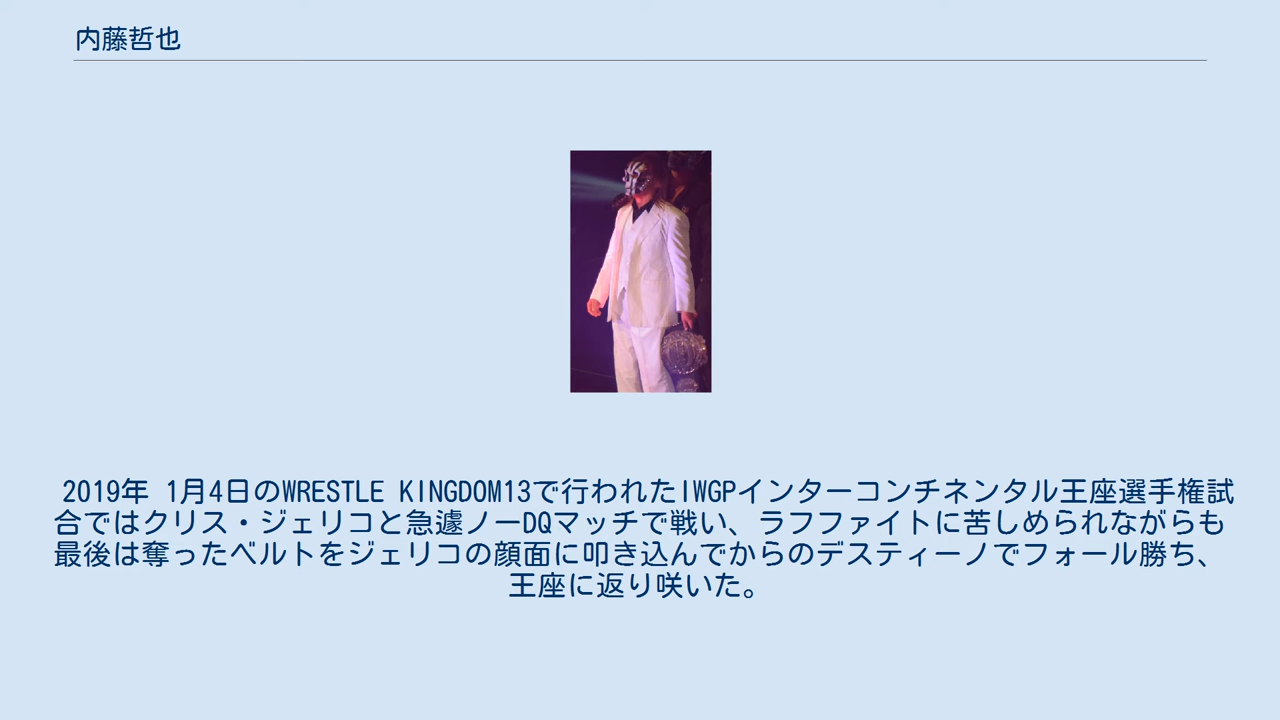 内藤哲也
2019年 1月4日のWRESTLE KINGDOM13で行われたIWGPインターコンチネンタル王座選手権試
合ではクリス・ジェリコと急遽ノーDQマッチで戦い、ラフファイトに苦しめられながらも
最後は奪ったベルトをジェリコの顔面に叩き込んでからのデスティーノでフォール勝ち、
王座に返り咲いた。